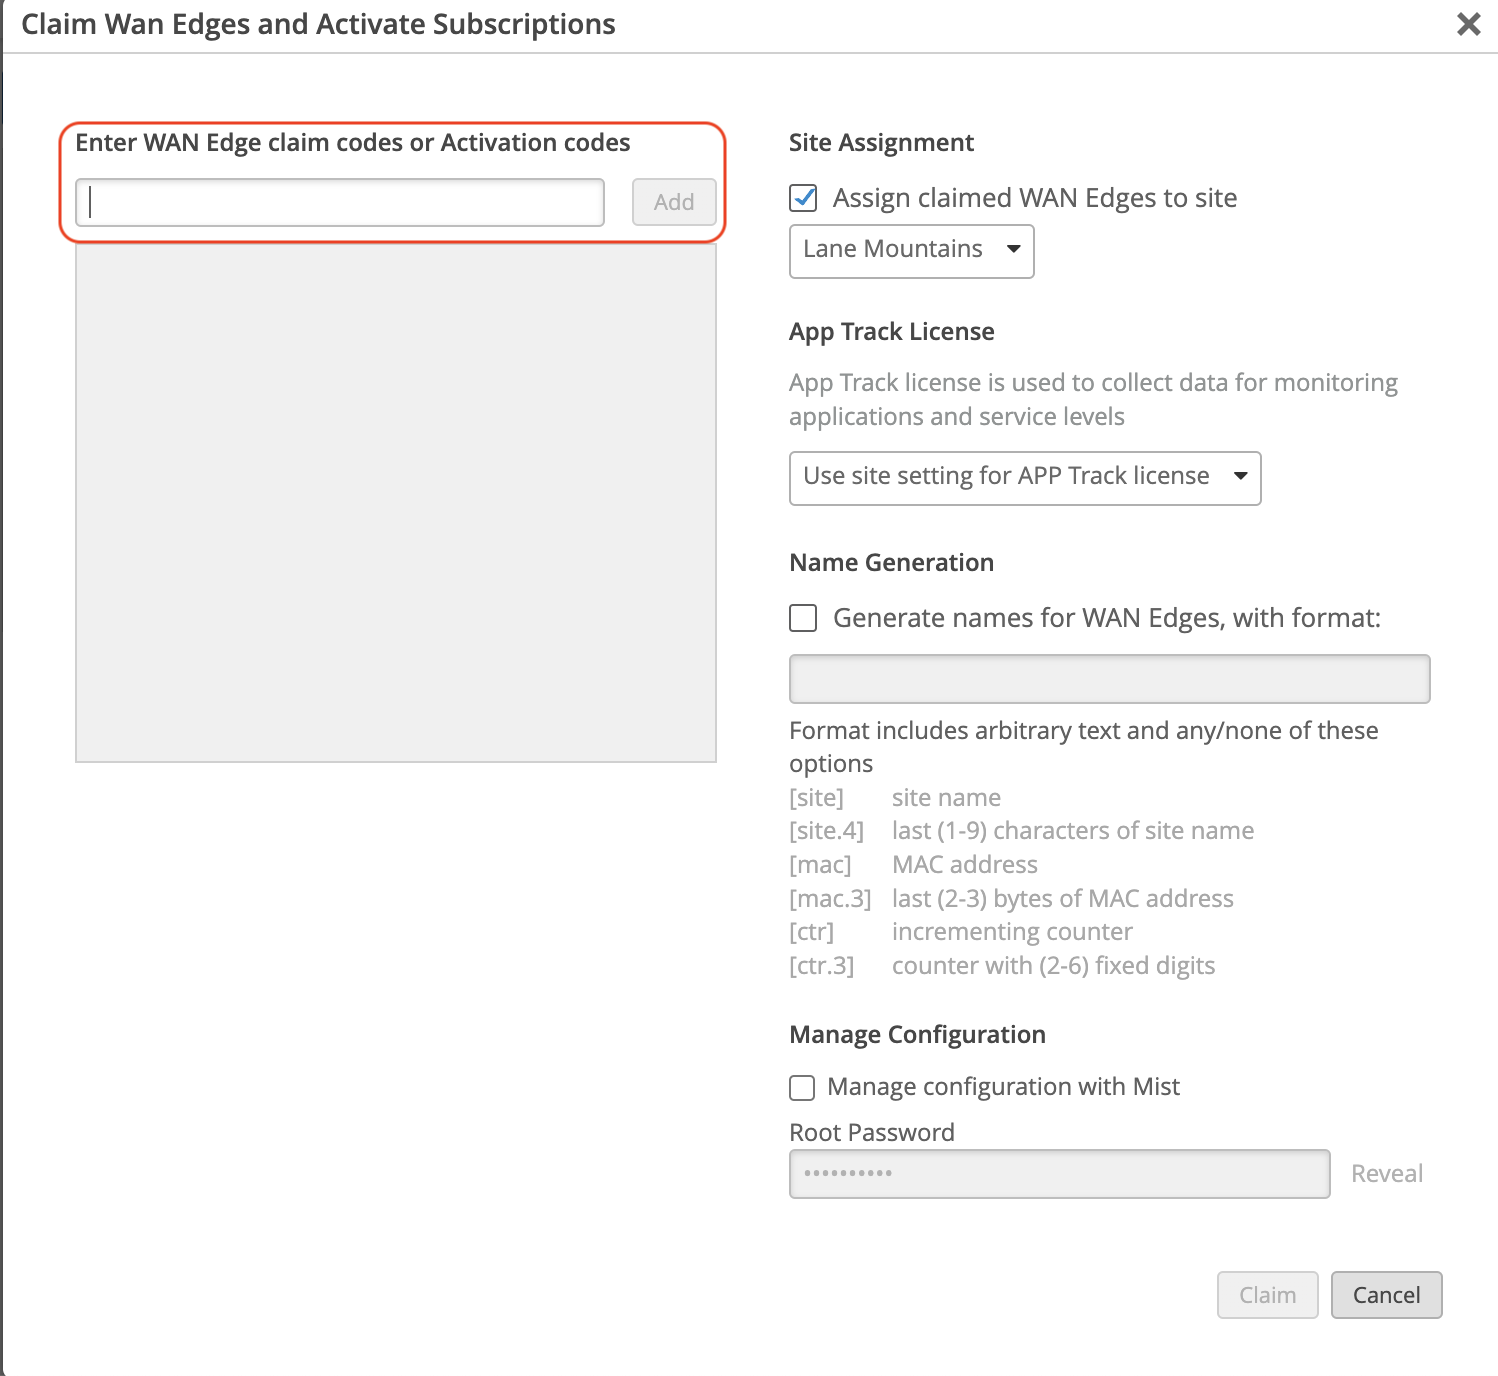 Claim Wan Edges and Activate Subscriptions
Enter WAN Edge claim codes or Activation codes
Add
Site Assignment
Assign claimed WAN Edges to site
Lane Mountains
App Track License
App Track license is used to collect data for monitoring
applications and service levels
Use site setting for APP Track license
Name Generation
Generate names for WAN Edges, with format:
Format includes arbitrary text and any/none of these
options
[site] site name
[site.4] last (1-9) characters of site name
[mac] MAC address
[mac.3] last (2-3) bytes of MAC address
[ctr] incrementing counter
[ctr.3] counter with (2-6) fixed digits
Manage Configuration
Manage configuration with Mist
Root Password
••••••••••
Reveal
Claim
Cancel